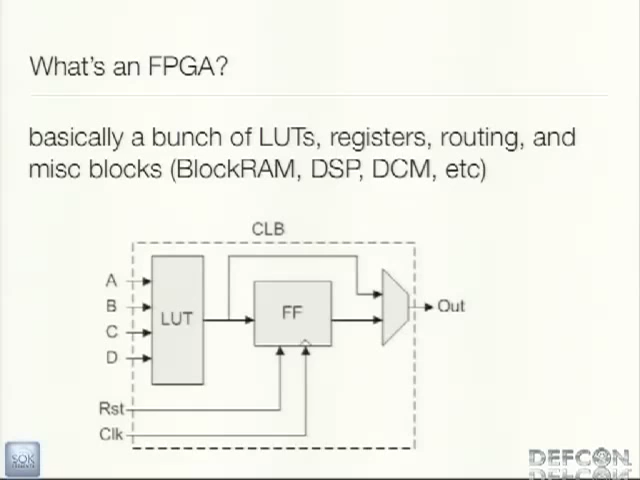 What's an FPGA?
basically a bunch of LUTs, registers, routing, and
misc blocks (BlockRAM, DSP, DCM, etc)
CLB
A
B
C
D
LUT
FF
Out
Rst
Clk
SOK
DEFCON